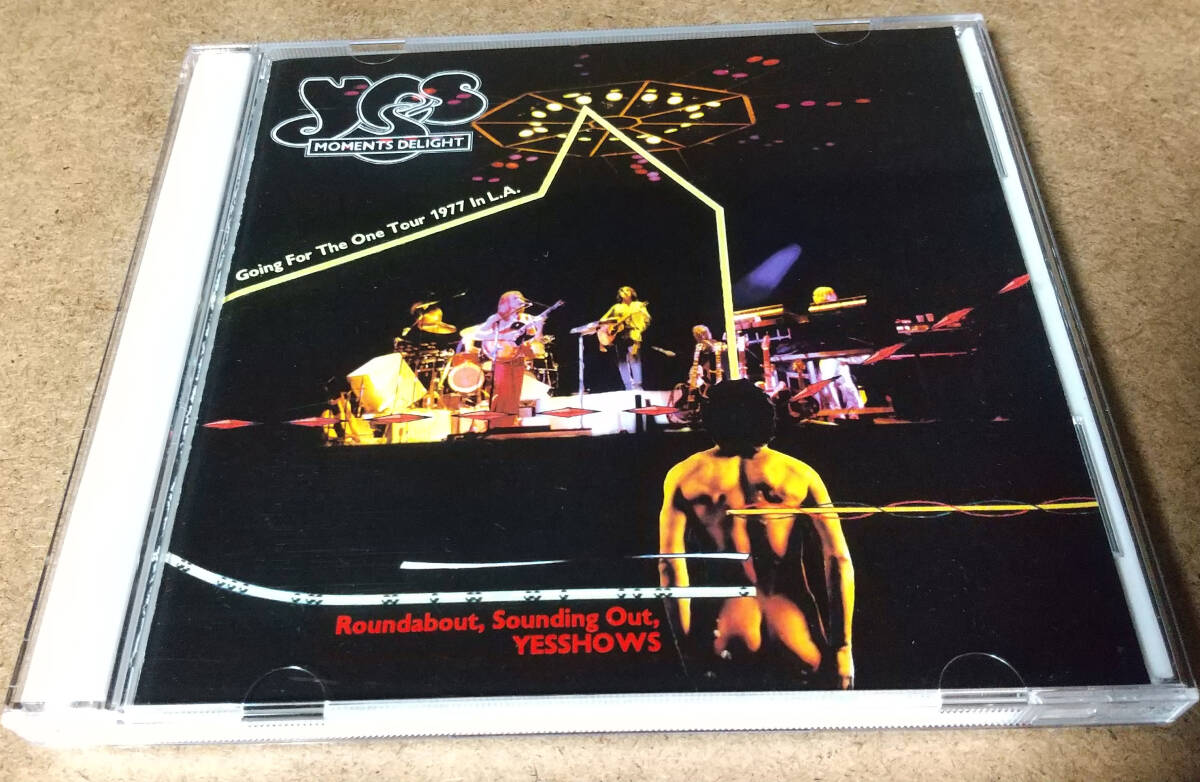 yes
MOMENTS DELIGHT
Going For The One Tour 1977 In L.A.
Roundabout, Sounding Out,
YESSHOWS